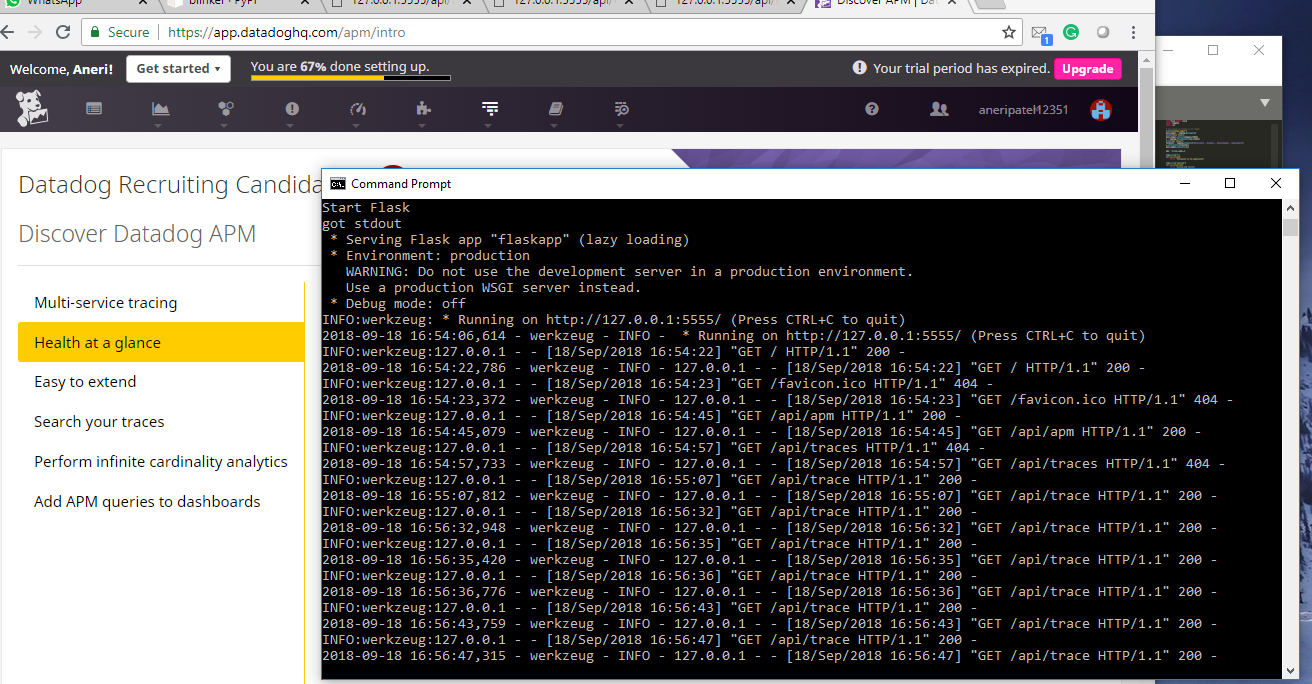 WhatsApp
blinker · PyPI
127.0.0.1:5555/api/
127.0.0.1:5555/api/
127.0.0.1:5555/api/
Discover APM | Dat
Secure
https://app.datadoghq.com/apm/intro
1
Welcome, Aneri!
Get started
You are 67% done setting up.
Your trial period has expired.
Upgrade
aneripatel12351
Datadog Recruiting Candida
Discover Datadog APM
Multi-service tracing
Health at a glance
Easy to extend
Search your traces
Perform infinite cardinality analytics
Add APM queries to dashboards
Command Prompt
Start Flask
got stdout
* Serving Flask app "flaskapp" (lazy loading)
* Environment: production
WARNING: Do not use the development server in a production environment.
Use a production WSGI server instead.
* Debug mode: off
INFO:werkzeug: * Running on http://127.0.0.1:5555/ (Press CTRL+C to quit)
2018-09-18 16:54:06,614 - werkzeug - INFO -  * Running on http://127.0.0.1:5555/ (Press CTRL+C to quit)
INFO:werkzeug:127.0.0.1 - - [18/Sep/2018 16:54:22] "GET / HTTP/1.1" 200 -
2018-09-18 16:54:22,786 - werkzeug - INFO - 127.0.0.1 - - [18/Sep/2018 16:54:22] "GET / HTTP/1.1" 200 -
INFO:werkzeug:127.0.0.1 - - [18/Sep/2018 16:54:23] "GET /favicon.ico HTTP/1.1" 404 -
2018-09-18 16:54:23,372 - werkzeug - INFO - 127.0.0.1 - - [18/Sep/2018 16:54:23] "GET /favicon.ico HTTP/1.1" 404 -
INFO:werkzeug:127.0.0.1 - - [18/Sep/2018 16:54:45] "GET /api/apm HTTP/1.1" 200 -
2018-09-18 16:54:45,079 - werkzeug - INFO - 127.0.0.1 - - [18/Sep/2018 16:54:45] "GET /api/apm HTTP/1.1" 200 -
INFO:werkzeug:127.0.0.1 - - [18/Sep/2018 16:54:57] "GET /api/traces HTTP/1.1" 404 -
2018-09-18 16:54:57,733 - werkzeug - INFO - 127.0.0.1 - - [18/Sep/2018 16:54:57] "GET /api/traces HTTP/1.1" 404 -
INFO:werkzeug:127.0.0.1 - - [18/Sep/2018 16:55:07] "GET /api/trace HTTP/1.1" 200 -
2018-09-18 16:55:07,812 - werkzeug - INFO - 127.0.0.1 - - [18/Sep/2018 16:55:07] "GET /api/trace HTTP/1.1" 200 -
INFO:werkzeug:127.0.0.1 - - [18/Sep/2018 16:56:32] "GET /api/trace HTTP/1.1" 200 -
2018-09-18 16:56:32,948 - werkzeug - INFO - 127.0.0.1 - - [18/Sep/2018 16:56:32] "GET /api/trace HTTP/1.1" 200 -
INFO:werkzeug:127.0.0.1 - - [18/Sep/2018 16:56:35] "GET /api/trace HTTP/1.1" 200 -
2018-09-18 16:56:35,420 - werkzeug - INFO - 127.0.0.1 - - [18/Sep/2018 16:56:35] "GET /api/trace HTTP/1.1" 200 -
INFO:werkzeug:127.0.0.1 - - [18/Sep/2018 16:56:36] "GET /api/trace HTTP/1.1" 200 -
2018-09-18 16:56:36,776 - werkzeug - INFO - 127.0.0.1 - - [18/Sep/2018 16:56:36] "GET /api/trace HTTP/1.1" 200 -
INFO:werkzeug:127.0.0.1 - - [18/Sep/2018 16:56:43] "GET /api/trace HTTP/1.1" 200 -
2018-09-18 16:56:43,759 - werkzeug - INFO - 127.0.0.1 - - [18/Sep/2018 16:56:43] "GET /api/trace HTTP/1.1" 200 -
INFO:werkzeug:127.0.0.1 - - [18/Sep/2018 16:56:47] "GET /api/trace HTTP/1.1" 200 -
2018-09-18 16:56:47,315 - werkzeug - INFO - 127.0.0.1 - - [18/Sep/2018 16:56:47] "GET /api/trace HTTP/1.1" 200 -